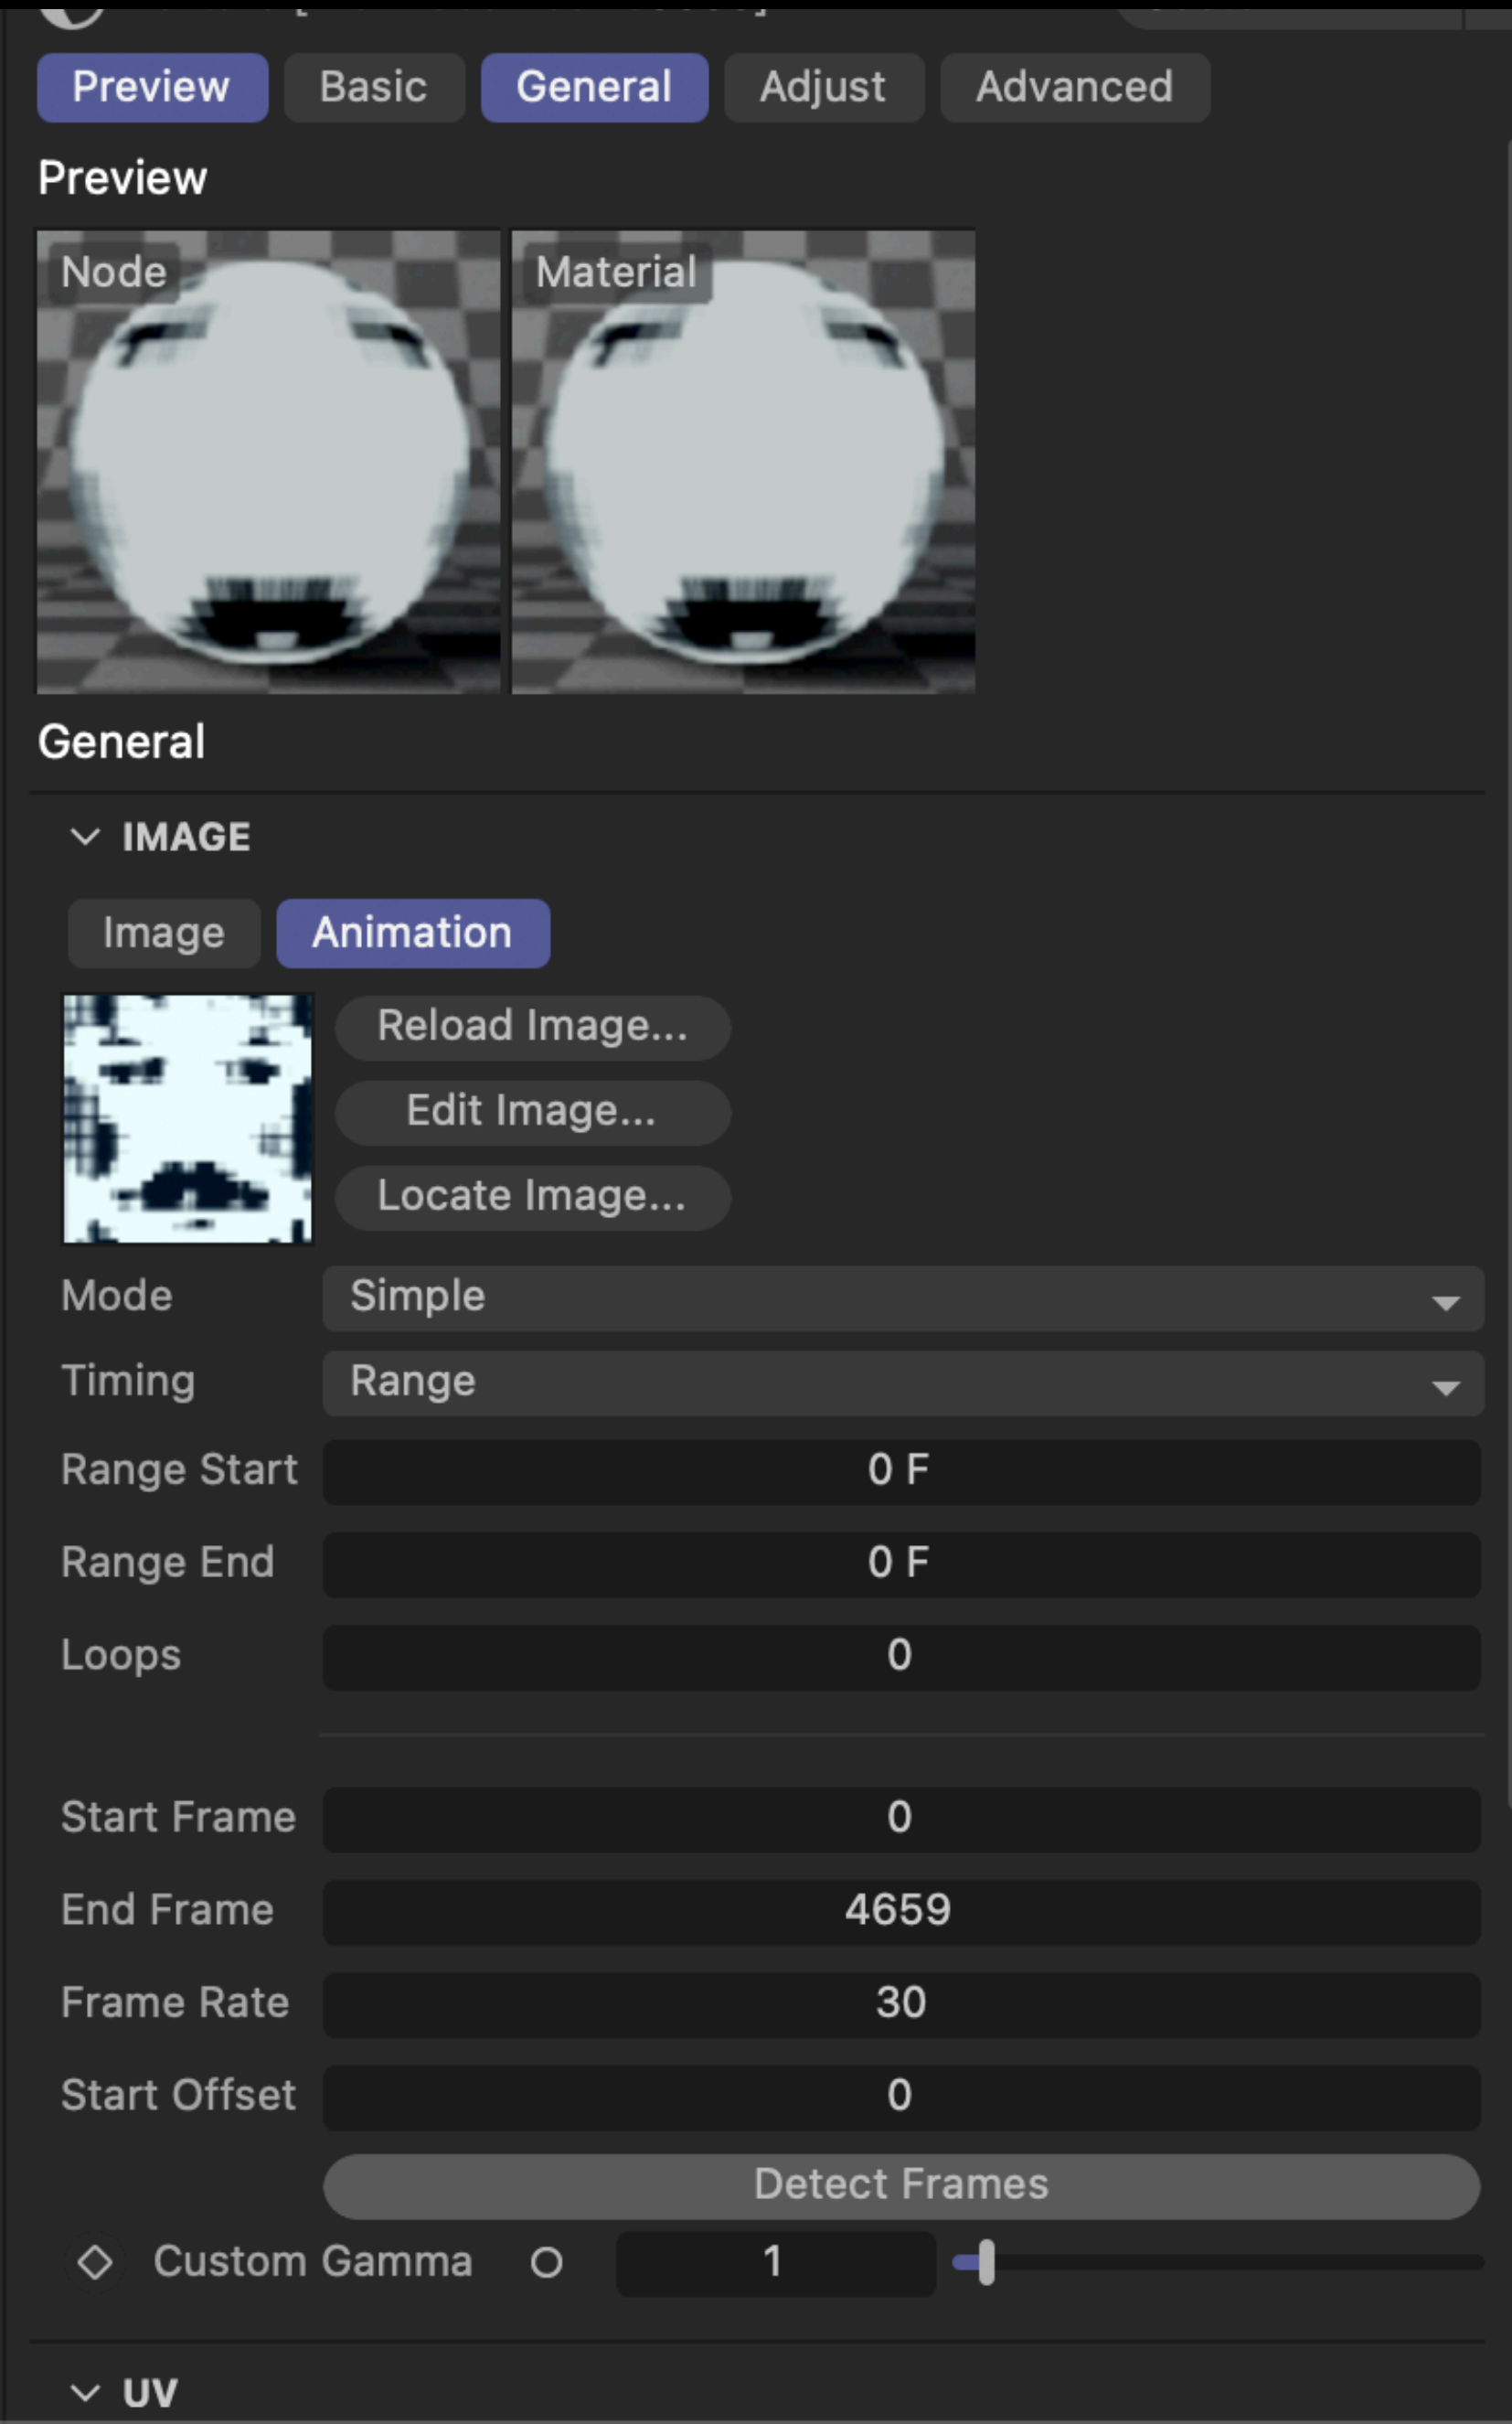 Preview Basic General Adjust Advanced
Preview
Node Material
General
IMAGE
Image Animation
Reload Image...
Edit Image...
Locate Image...
Mode Simple
Timing Range
Range Start 0 F
Range End 0 F
Loops 0
Start Frame 0
End Frame 4659
Frame Rate 30
Start Offset 0
Detect Frames
Custom Gamma 1
UV